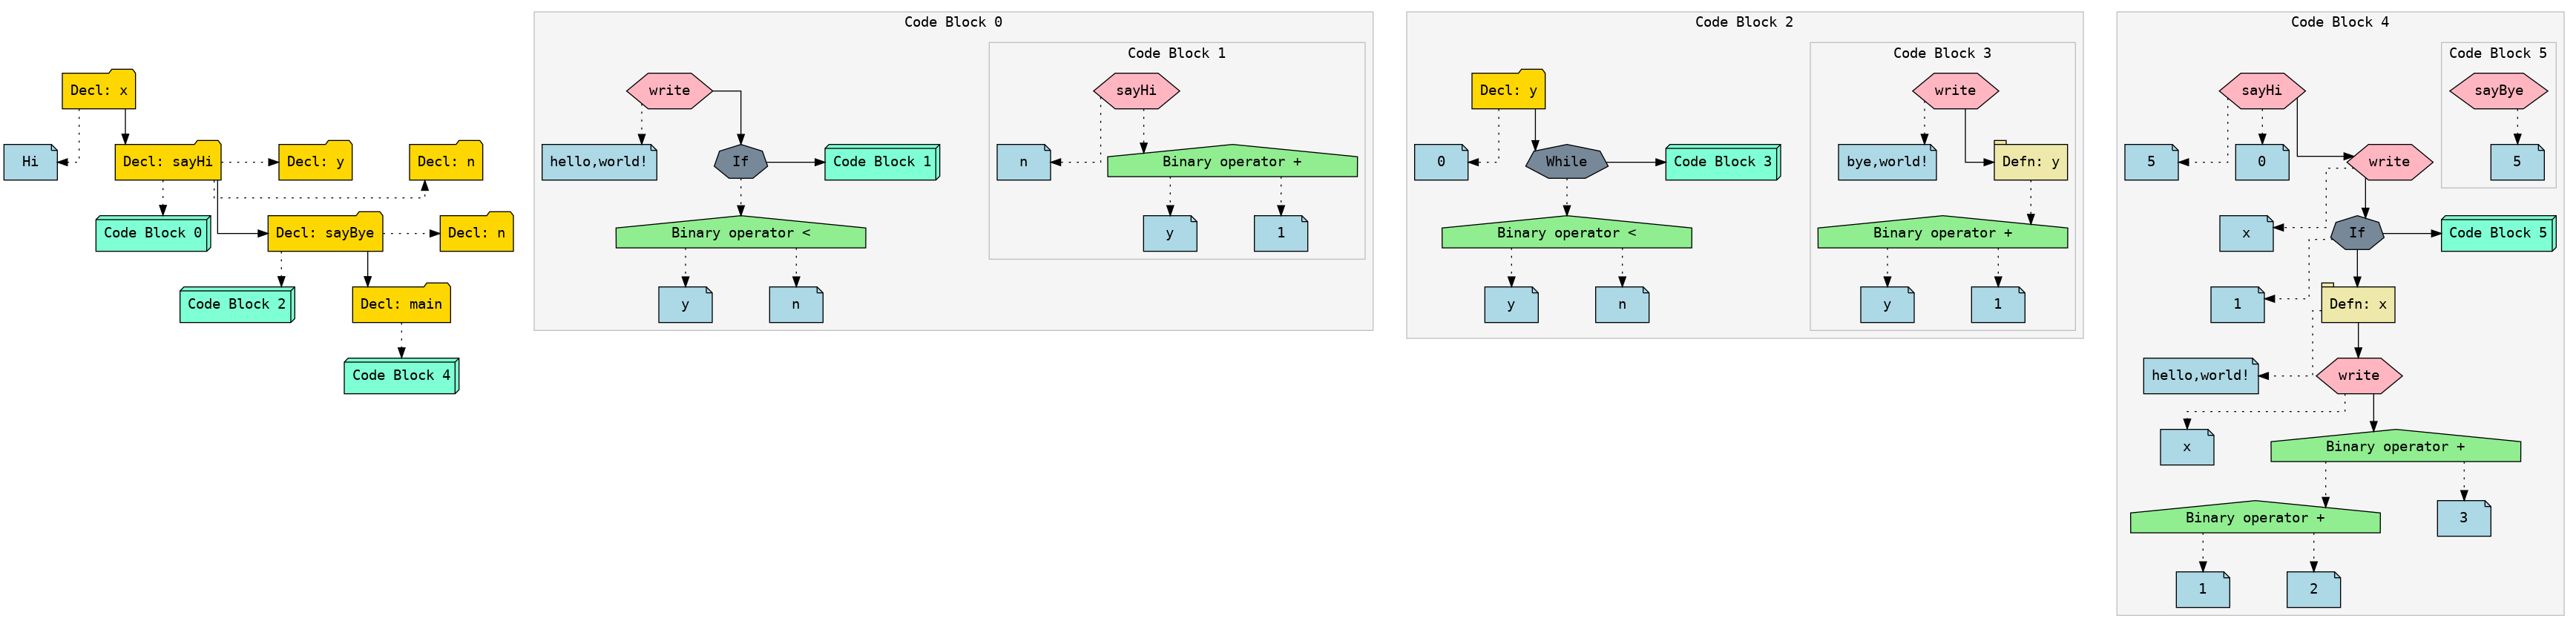 Decl: x
Hi
Decl: sayHi
Decl: y
Decl: n
Code Block 0
Decl: sayBye
Decl: n
Code Block 2
Decl: main
Code Block 4
Code Block 0
write
hello,world!
If
Code Block 1
Binary operator <
y
n
Code Block 1
sayHi
n
Binary operator +
y
1
Code Block 2
Decl: y
0
While
Code Block 3
Binary operator <
y
n
Code Block 3
write
bye,world!
Defn: y
Binary operator +
y
1
Code Block 4
sayHi
5
0
write
x
If
Code Block 5
1
Defn: x
hello,world!
write
x
Binary operator +
Binary operator +
3
1
2
Code Block 5
sayBye
5